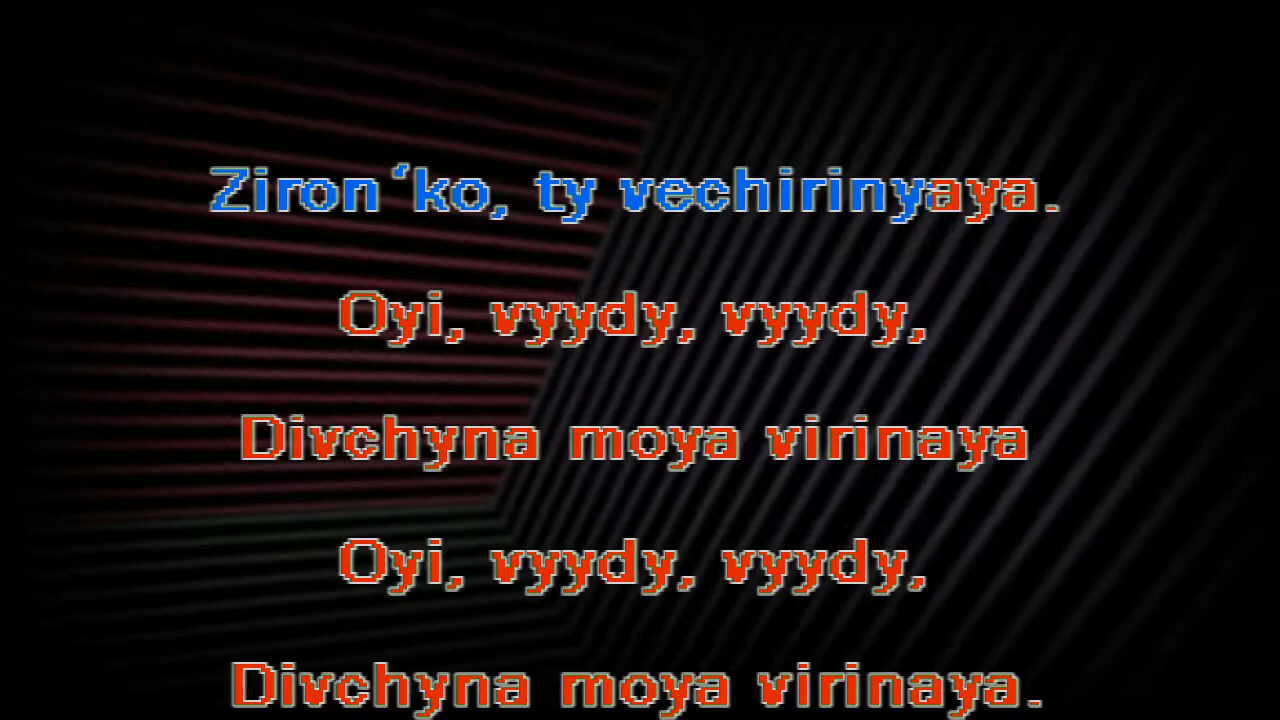 Ziron´ko, ty vechirinyaya.
Oyi, vyydy, vyydy,
Divchyna moya virinaya
Oyi, vyydy, vyydy,
Divchyna moya virinaya.